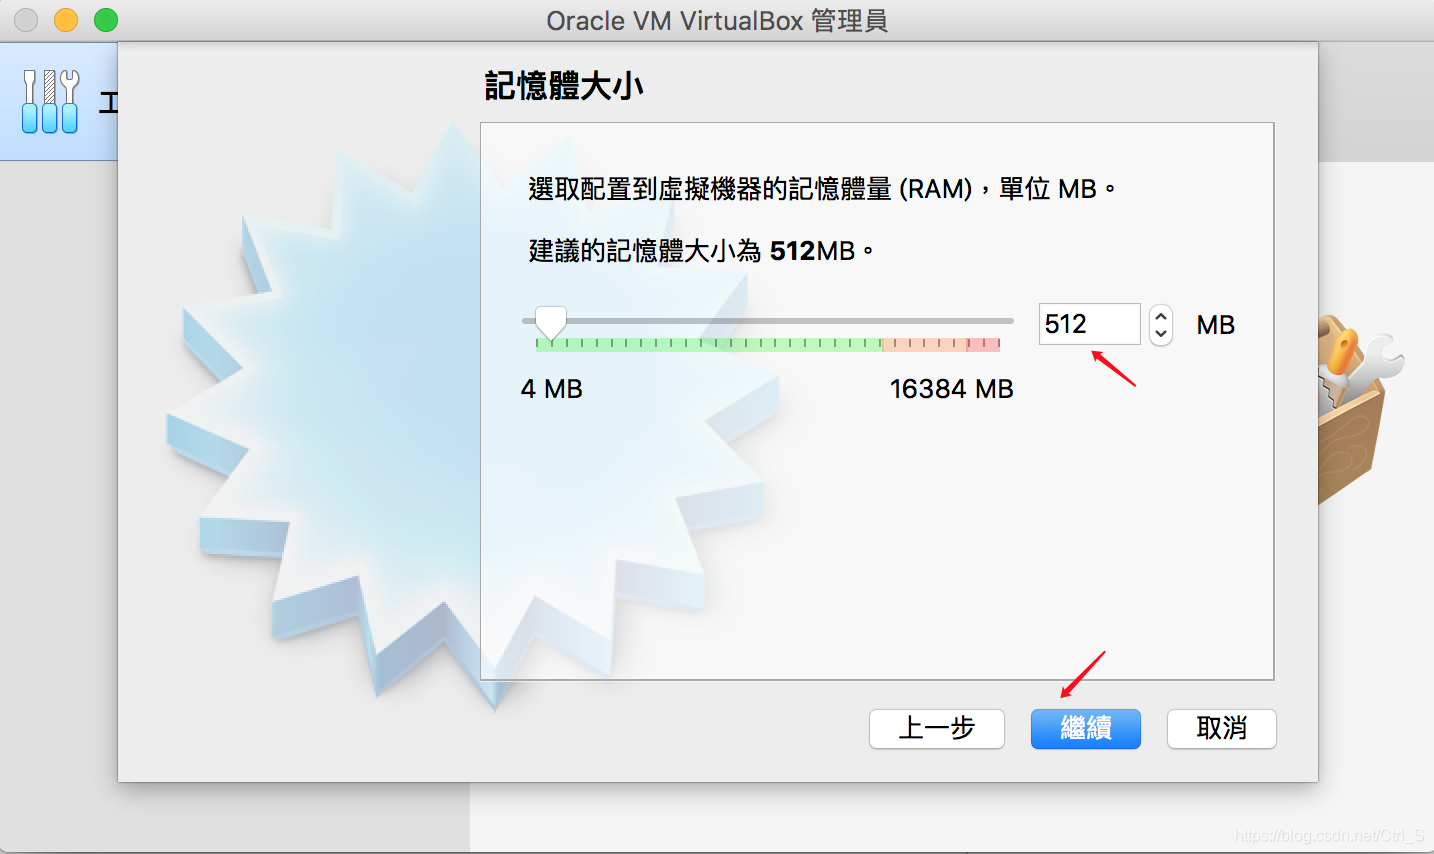 Oracle VM VirtualBox 管理員
工
記憶體大小
選取配置到虛擬機器的記憶體量 (RAM)，單位 MB。
建議的記憶體大小為 512MB。
512 MB
4 MB 16384 MB
上一步 繼續 取消
https://blog.csdn.net/Ctrl_S